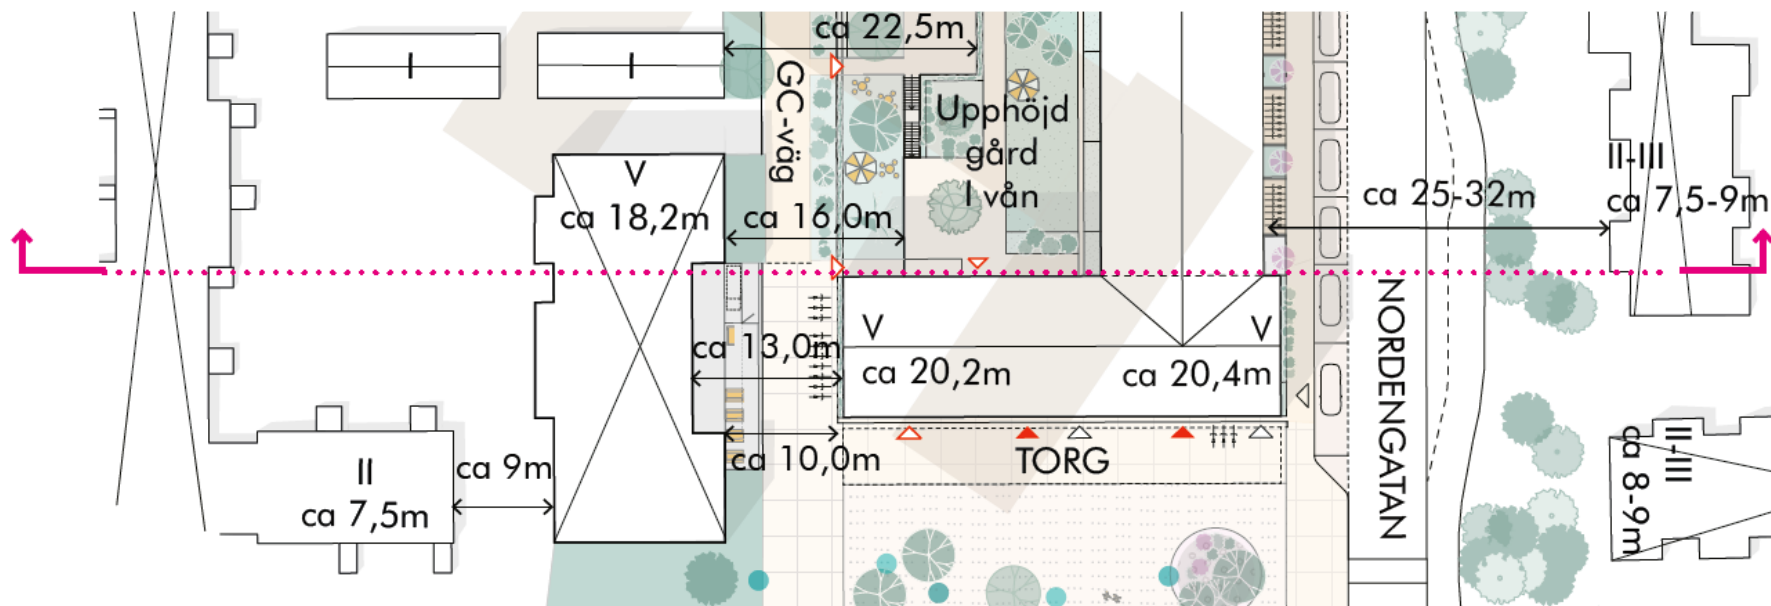 ca 22,5m
I
I
GC-väg
Upphöjd
gård
I vån
V
ca 18,2m
ca 16,0m
ca 25-32m
II-III
ca 7,5-9m
ca 13,0m
V
V
ca 20,2m
ca 20,4m
NORDENGATAN
II
ca 7,5m
ca 9m
ca 10,0m
TORG
II-III
ca 8-9m